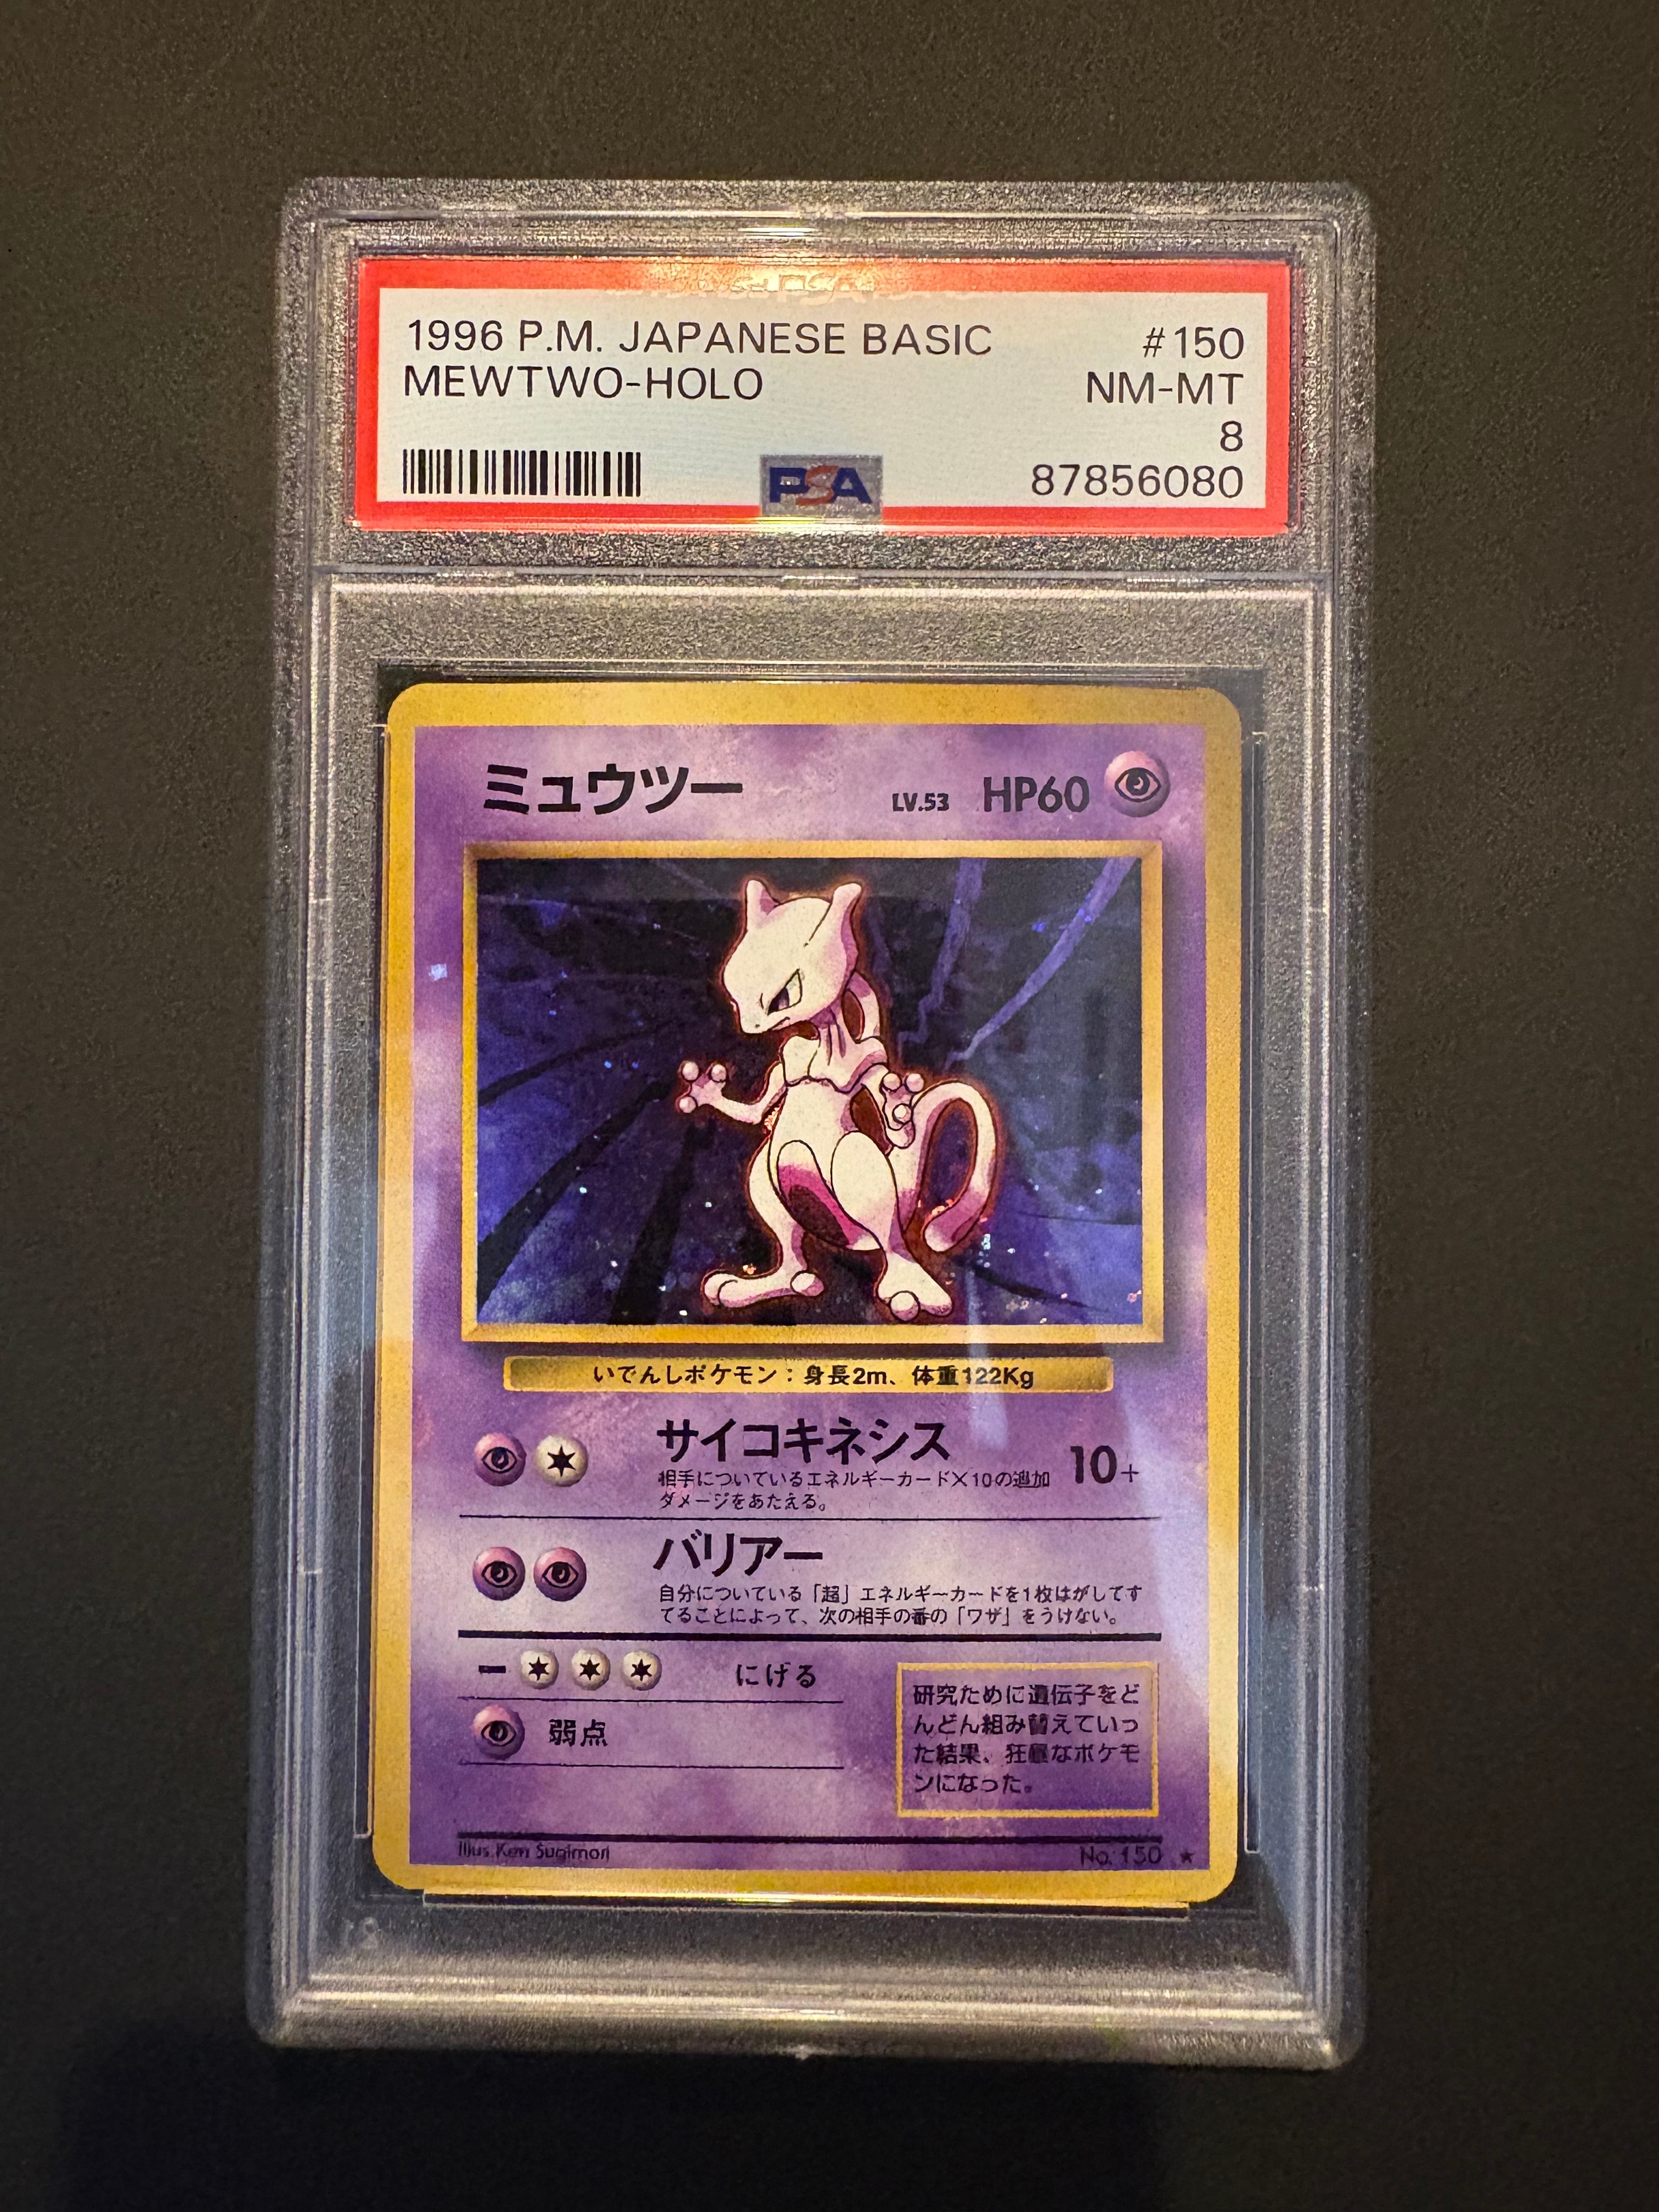 1996 P.M. JAPANESE BASIC #150
MEWTWO-HOLO NM-MT
8
PSA 87856080
ミュウツー LV.53 HP60
いでんしポケモン：身長2m、体重122Kg
サイコキネシス 10+
相手についているエネルギーカード×10の追加
ダメージをあたえる。
バリアー
自分についている「超」エネルギーカードを1枚はがしてす
てることによって、次の相手の番の「ワザ」をうけない。
にげる
弱点
研究ために遺伝子をど
んどん組み替えていっ
た結果、狂暴なポケモ
ンになった。
Illus. Ken Sugimori No. 150 ★